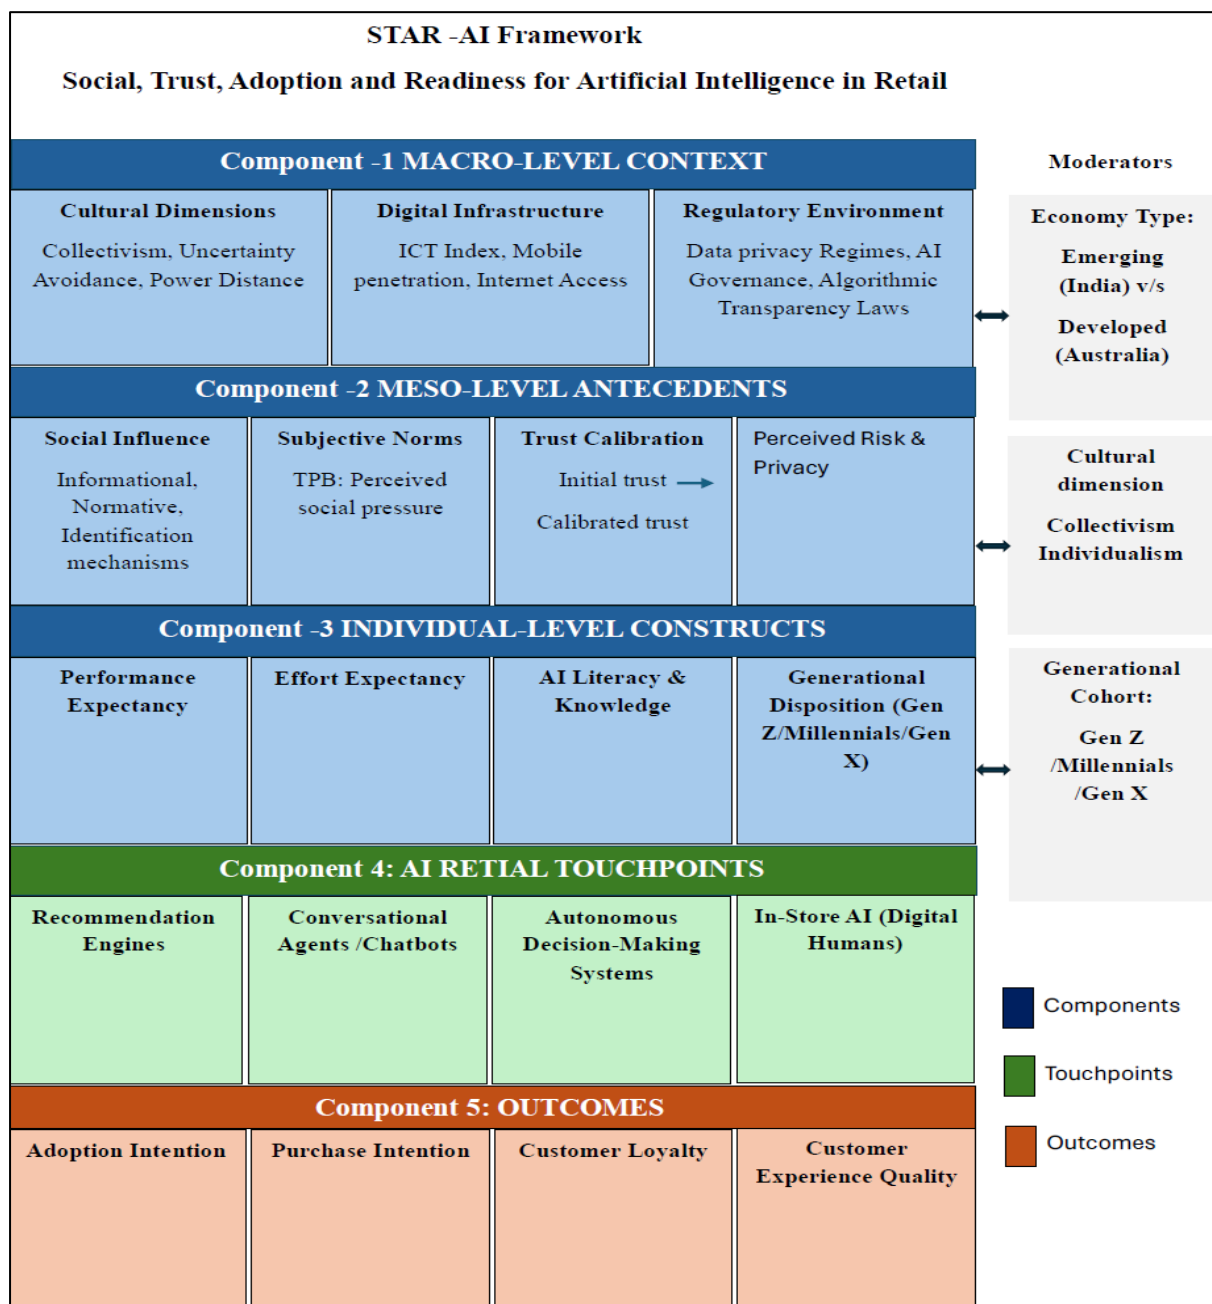 STAR -AI Framework
Social, Trust, Adoption and Readiness for Artificial Intelligence in Retail
Component -1 MACRO-LEVEL CONTEXT
Cultural Dimensions
Collectivism, Uncertainty
Avoidance, Power Distance
Digital Infrastructure
ICT Index, Mobile
penetration, Internet Access
Regulatory Environment
Data privacy Regimes, AI
Governance, Algorithmic
Transparency Laws
Moderators
Economy Type:
Emerging
(India) v/s
Developed
(Australia)
Component -2 MESO-LEVEL ANTECEDENTS
Social Influence
Informational,
Normative,
Identification
mechanisms
Subjective Norms
TPB: Perceived
social pressure
Trust Calibration
Initial trust
Calibrated trust
Perceived Risk &
Privacy
Cultural
dimension
Collectivism
Individualism
Component -3 INDIVIDUAL-LEVEL CONSTRUCTS
Performance
Expectancy
Effort Expectancy
AI Literacy &
Knowledge
Generational
Disposition (Gen
Z/Millennials/Gen
X)
Generational
Cohort:
Gen Z
/Millennials
/Gen X
Component 4: AI RETIAL TOUCHPOINTS
Recommendation
Engines
Conversational
Agents /Chatbots
Autonomous
Decision-Making
Systems
In-Store AI (Digital
Humans)
Components
Touchpoints
Outcomes
Component 5: OUTCOMES
Adoption Intention
Purchase Intention
Customer Loyalty
Customer
Experience Quality